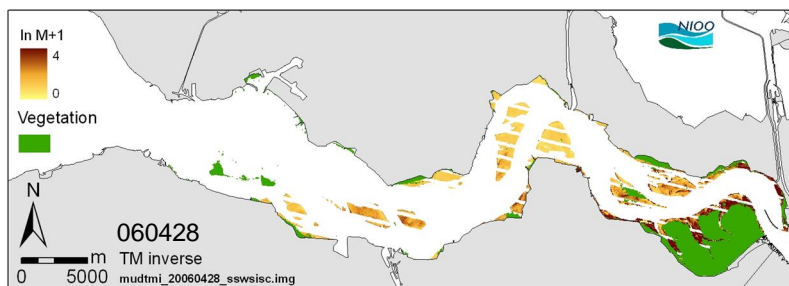 ln M+1
4
0
Vegetation
N
m
0 5000
060428
TM inverse
mudtmi_20060428_sswsisc.img
NIOO